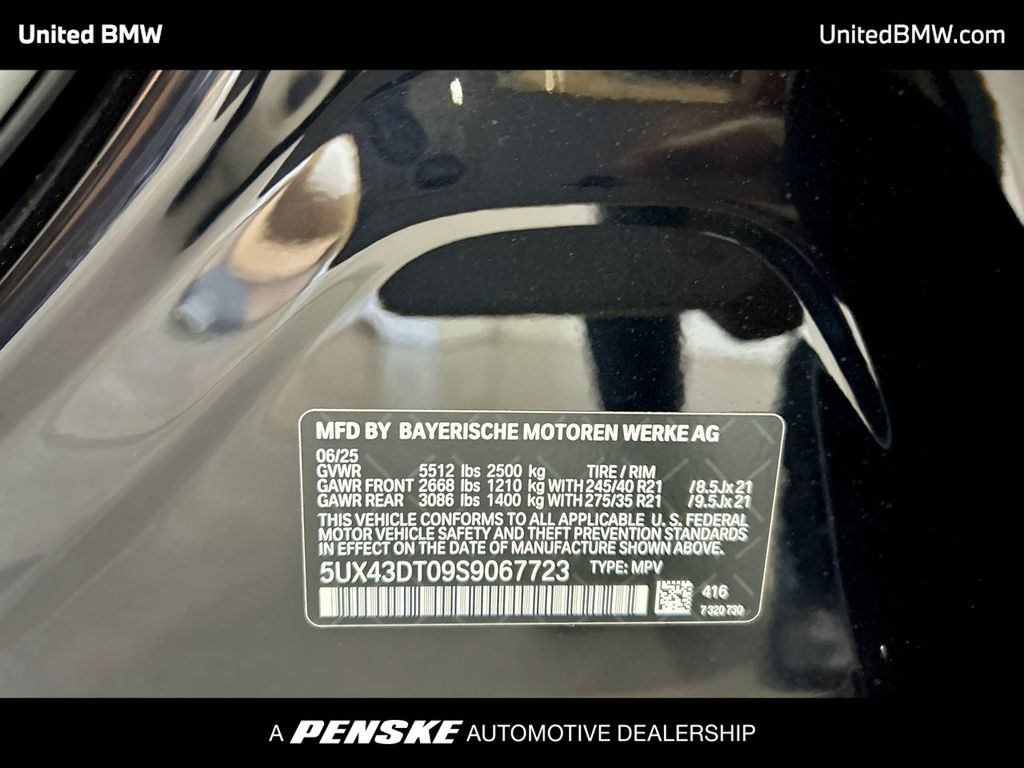 United BMW
UnitedBMW.com
MFD BY BAYERISCHE MOTOREN WERKE AG
06/25
GVWR 5512 lbs 2500 kg TIRE / RIM
GAWR FRONT 2668 lbs 1210 kg WITH 245/40 R21 /8.5Jx21
GAWR REAR 3086 lbs 1400 kg WITH 275/35 R21 /9.5Jx21
THIS VEHICLE CONFORMS TO ALL APPLICABLE U. S. FEDERAL
MOTOR VEHICLE SAFETY AND THEFT PREVENTION STANDARDS
IN EFFECT ON THE DATE OF MANUFACTURE SHOWN ABOVE.
5UX43DT09S9067723 TYPE: MPV
416
7 320 730
A PENSKE AUTOMOTIVE DEALERSHIP